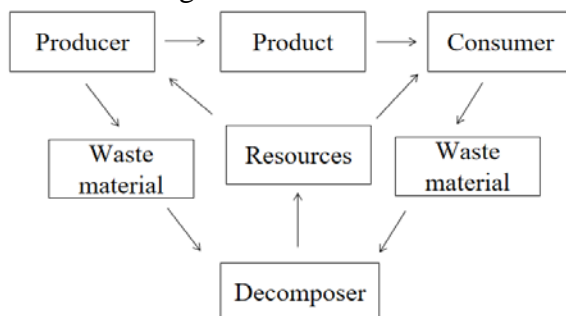 Producer
Product
Consumer
Waste
material
Resources
Waste
material
Decomposer